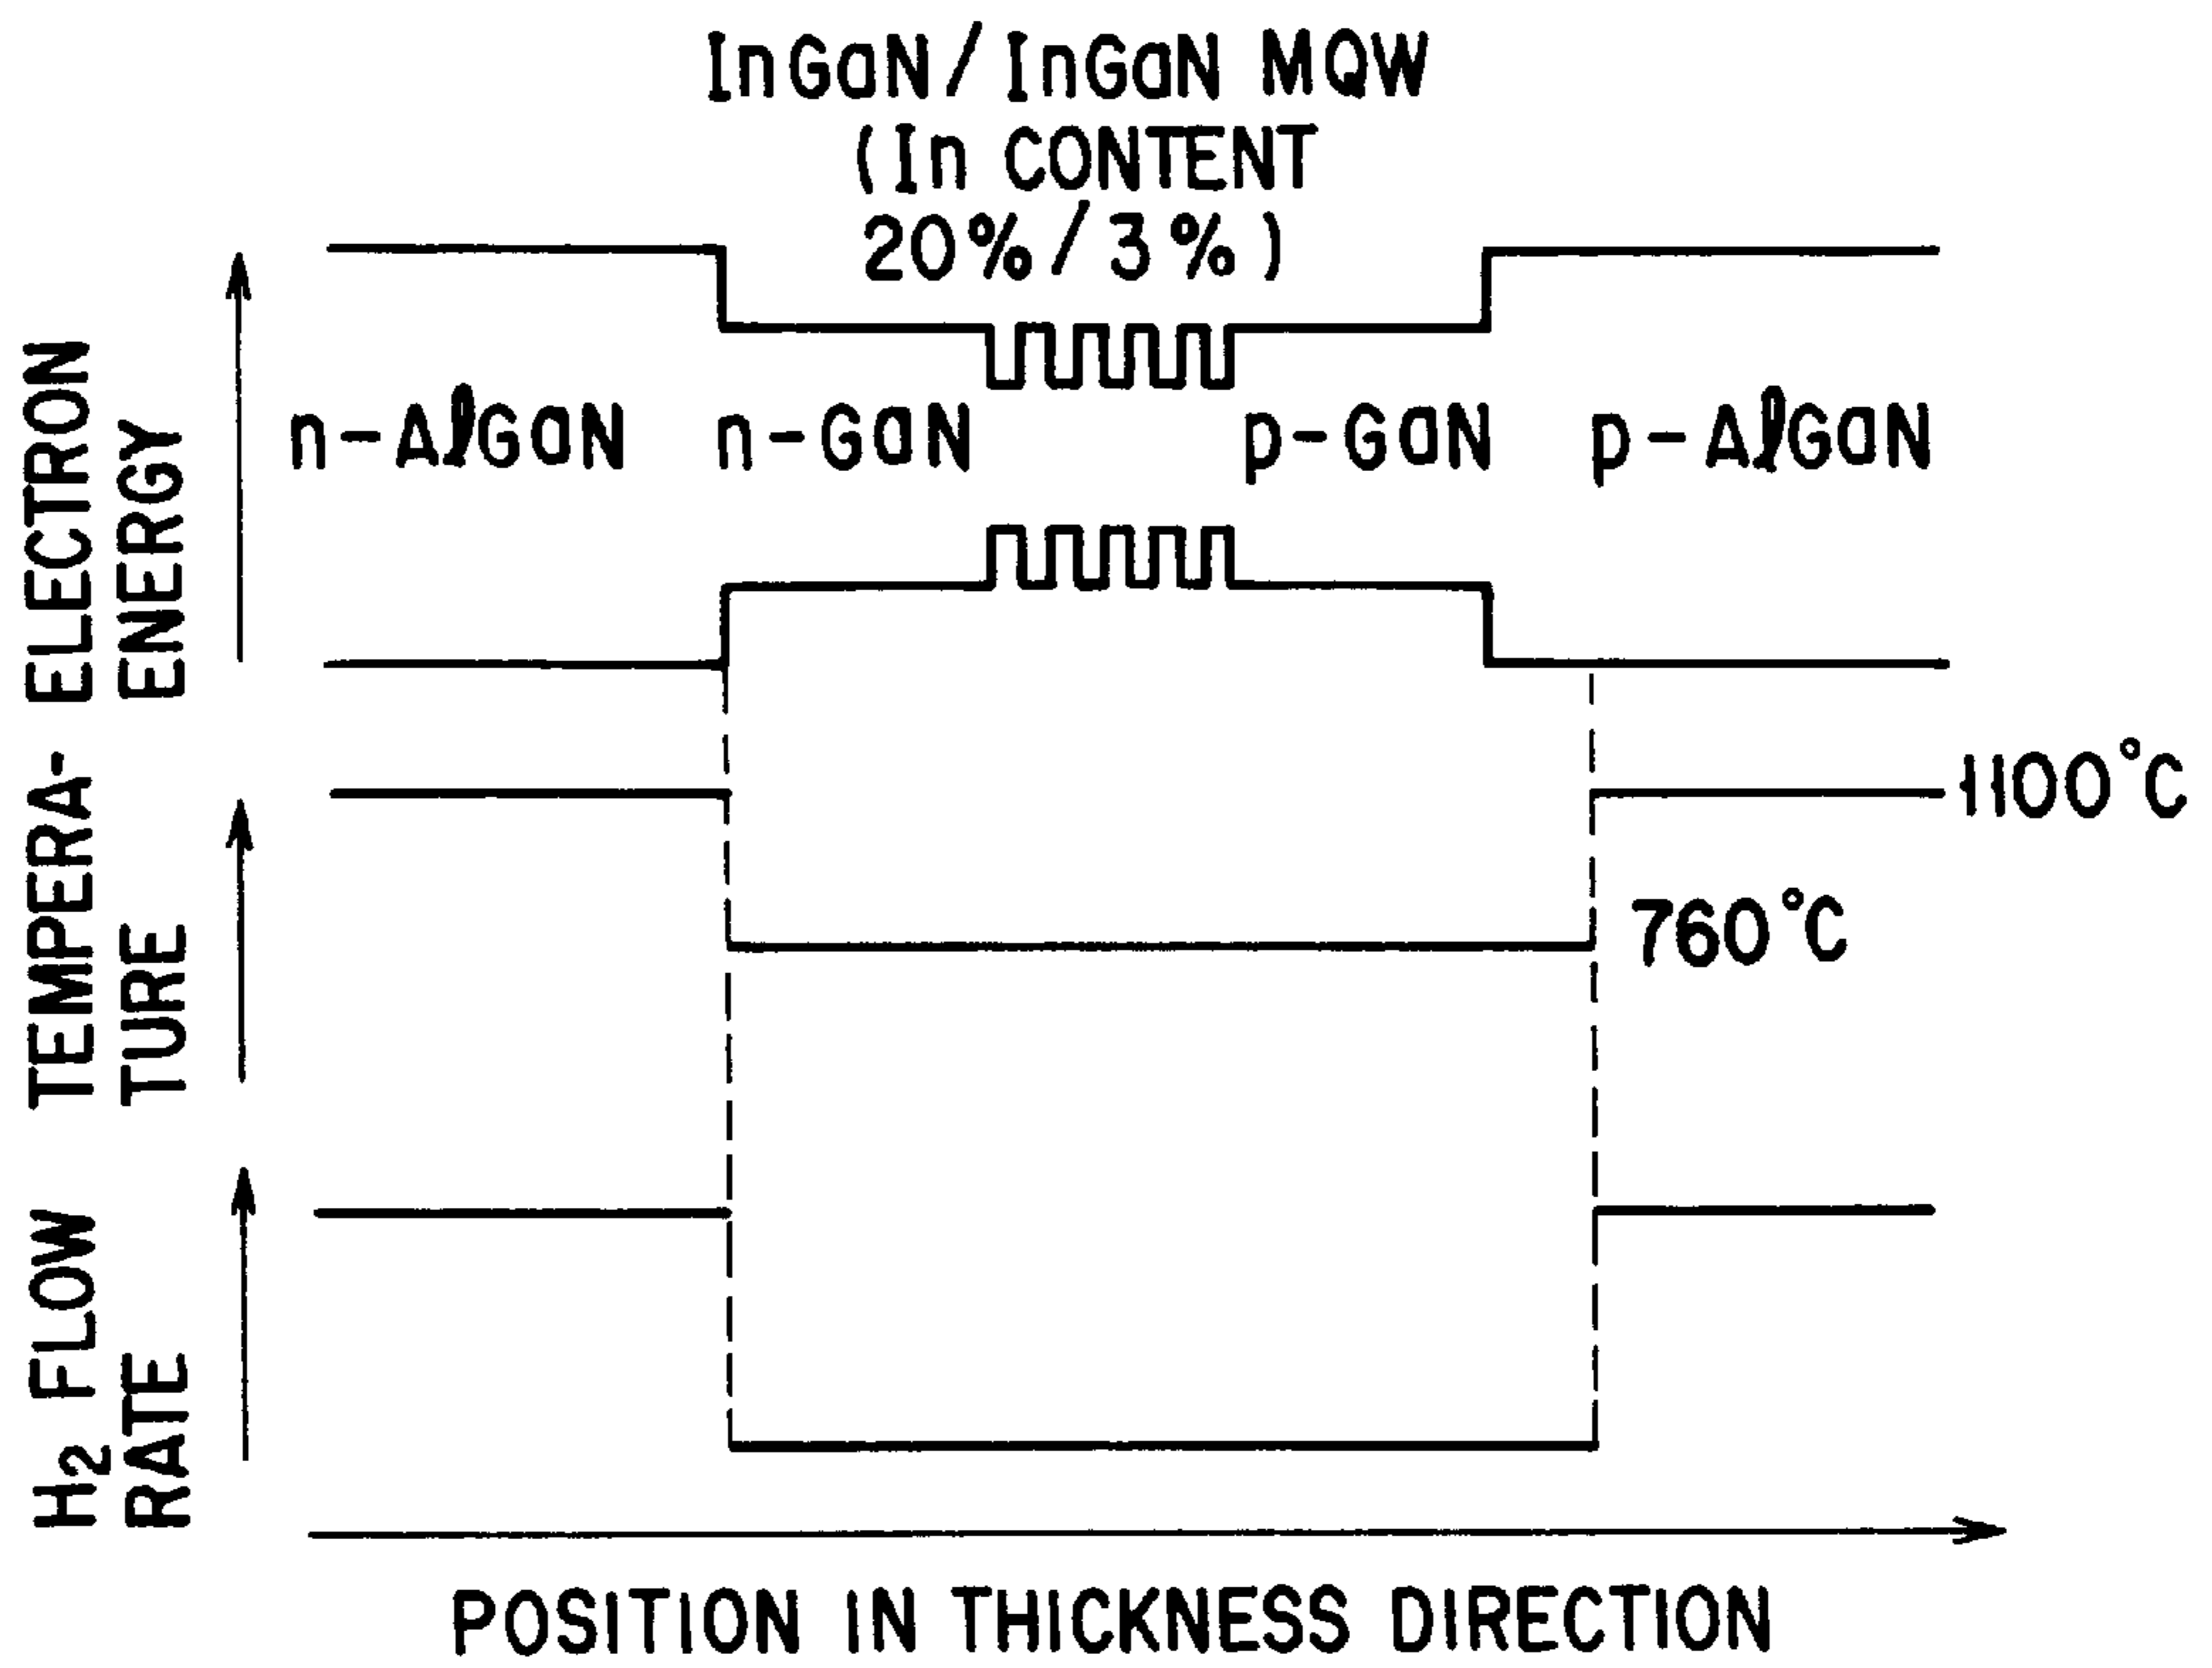 InGaN/InGaN MQW
(In CONTENT
20%/3%)
ELECTRON
ENERGY
n-AlGaN n-GaN p-GaN p-AlGaN
TEMPERA-
TURE
1100°C
760°C
H2 FLOW
RATE
POSITION IN THICKNESS DIRECTION